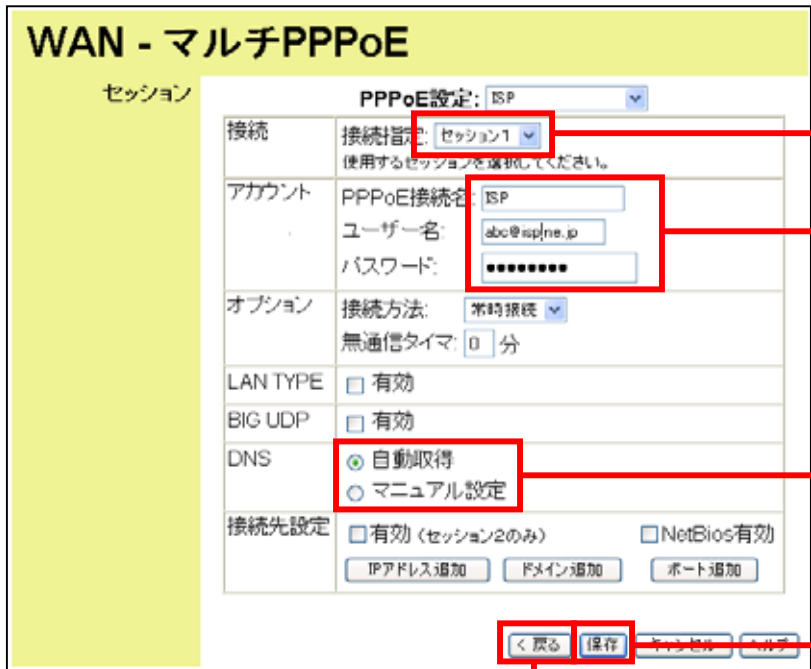 WAN - マルチPPPoE
セッション
PPPoE設定: ISP
接続 接続指定: セッション1
使用するセッションを選択してください。
アカウント PPPoE接続名: ISP
ユーザー名: abc@isp.ne.jp
パスワード: ●●●●●●●●
オプション 接続方法: 常時接続
無通信タイマ: 0 分
LAN TYPE 有効
BIG UDP 有効
DNS 自動取得
マニュアル設定
接続先設定 有効 (セッション2のみ) NetBios有効
IPアドレス追加 ドメイン追加 ポート追加
< 戻る 保存 キャンセル ヘルプ